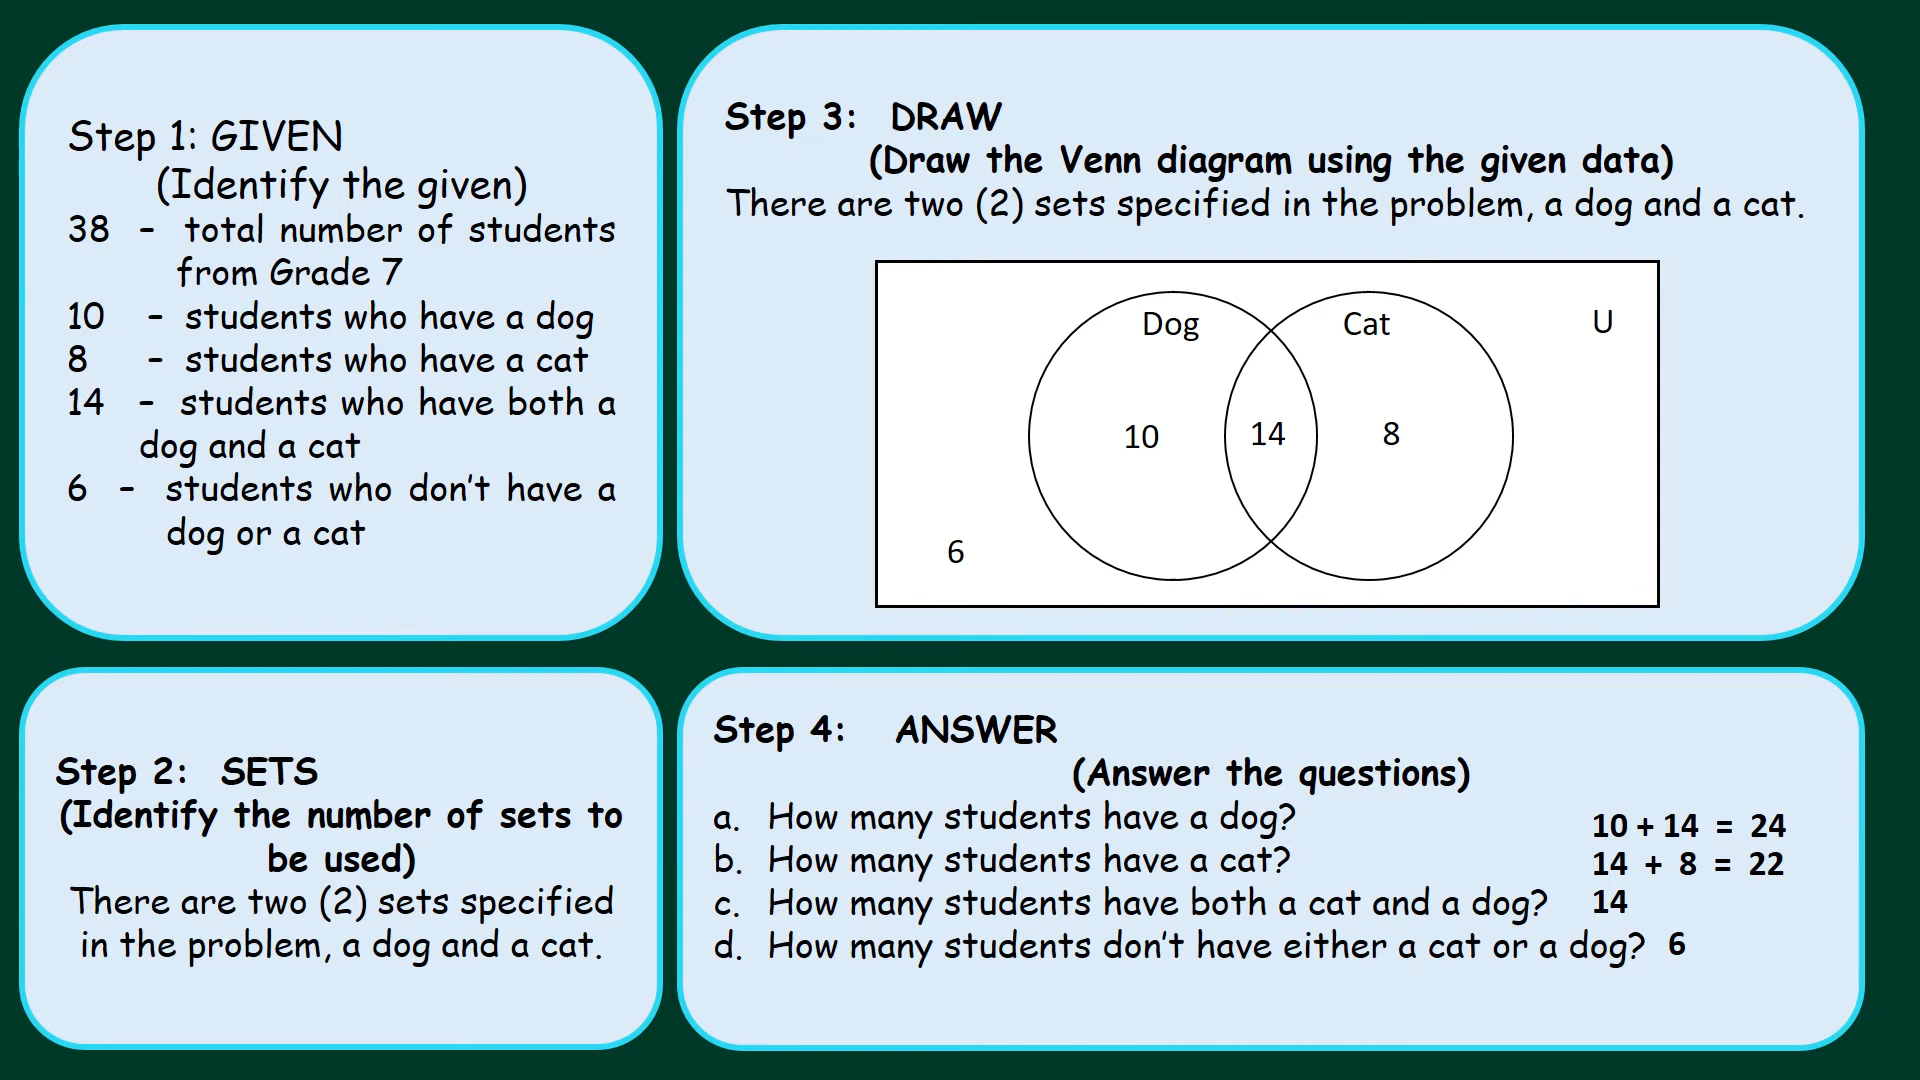 Step 1: GIVEN
(Identify the given)
38 – total number of students
from Grade 7
10 – students who have a dog
8 – students who have a cat
14 – students who have both a
dog and a cat
6 – students who don't have a
dog or a cat
Step 2: SETS
(Identify the number of sets to
be used)
There are two (2) sets specified
in the problem, a dog and a cat.
Step 3: DRAW
(Draw the Venn diagram using the given data)
There are two (2) sets specified in the problem, a dog and a cat.
Dog Cat U
10 14 8
6
Step 4: ANSWER
(Answer the questions)
a. How many students have a dog? 10 + 14 = 24
b. How many students have a cat? 14 + 8 = 22
c. How many students have both a cat and a dog? 14
d. How many students don't have either a cat or a dog? 6